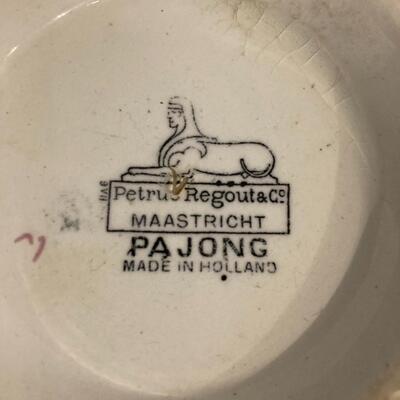 Petrus Regout & Co
MAASTRICHT
PAJONG
MADE IN HOLLAND